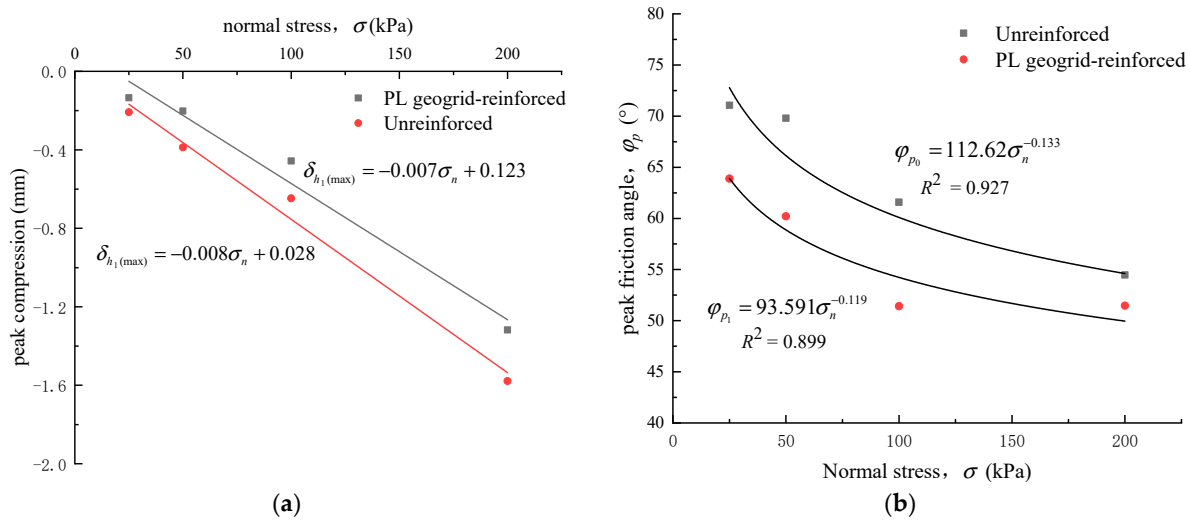 normal stress， σ (kPa)
0 50 100 150 200
0.0
-0.4
-0.8
-1.2
-1.6
-2.0
peak compression (mm)
PL geogrid-reinforced
Unreinforced
δh1(max) = −0.007σn + 0.123
δh1(max) = −0.008σn + 0.028
(a)
80
75
70
65
60
55
50
45
40
peak friction angle, φp (°)
Unreinforced
PL geogrid-reinforced
φp0 = 112.62σn^−0.133
R² = 0.927
φp1 = 93.591σn^−0.119
R² = 0.899
0 50 100 150 200
Normal stress， σ (kPa)
(b)